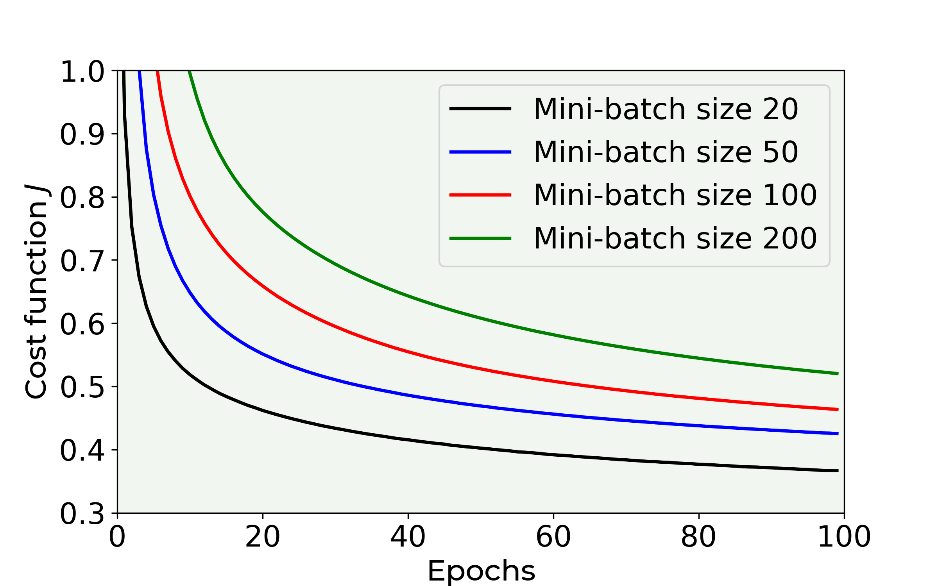 1.0
0.9
0.8
0.7
0.6
0.5
0.4
0.3
Cost function J
Mini-batch size 20
Mini-batch size 50
Mini-batch size 100
Mini-batch size 200
0 20 40 60 80 100
Epochs